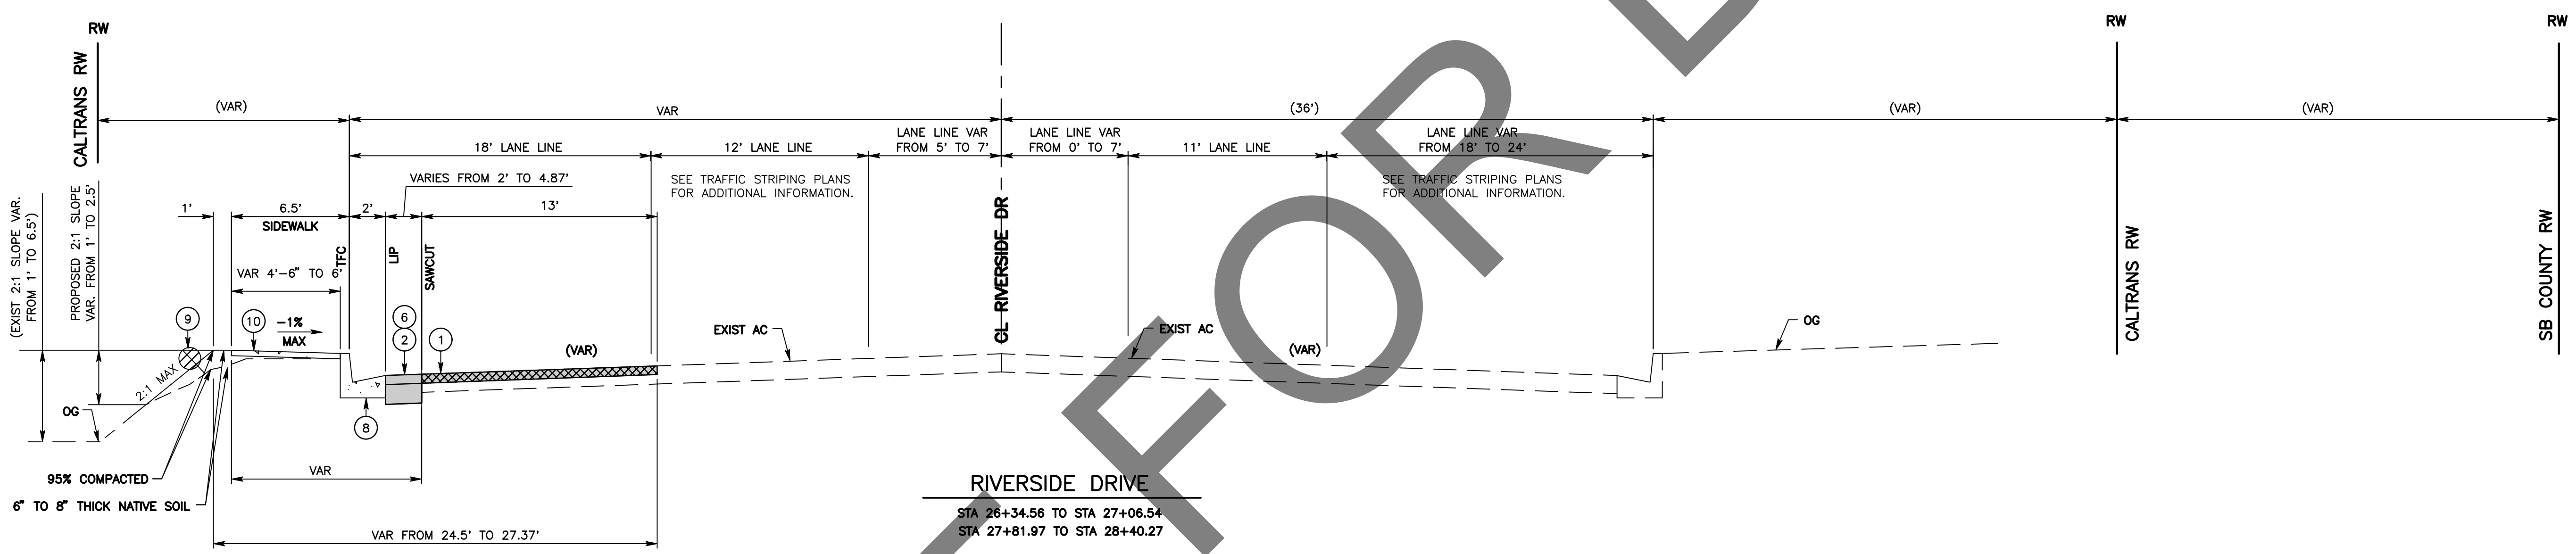 RW
RW
RW
CALTRANS RW
(VAR)
VAR
(36')
(VAR)
(VAR)
18' LANE LINE
12' LANE LINE
LANE LINE VAR
FROM 5' TO 7'
LANE LINE VAR
FROM 0' TO 7'
11' LANE LINE
LANE LINE VAR
FROM 18' TO 24'
VARIES FROM 2' TO 4.87'
SEE TRAFFIC STRIPING PLANS
FOR ADDITIONAL INFORMATION.
SEE TRAFFIC STRIPING PLANS
FOR ADDITIONAL INFORMATION.
(EXIST 2:1 SLOPE VAR.
FROM 1' TO 6.5')
PROPOSED 2:1 SLOPE
VAR. FROM 1' TO 2.5'
1'
6.5'
SIDEWALK
2'
13'
TFC
LIP
SAWCUT
CL RIVERSIDE DR
CALTRANS RW
SB COUNTY RW
VAR 4'-6" TO 6'
9
10
-1%
MAX
6
2
1
(VAR)
EXIST AC
EXIST AC
(VAR)
OG
2:1 MAX
OG
8
95% COMPACTED
6" TO 8" THICK NATIVE SOIL
VAR
VAR FROM 24.5' TO 27.37'
RIVERSIDE DRIVE
STA 26+34.56 TO STA 27+06.54
STA 27+81.97 TO STA 28+40.27
FOR